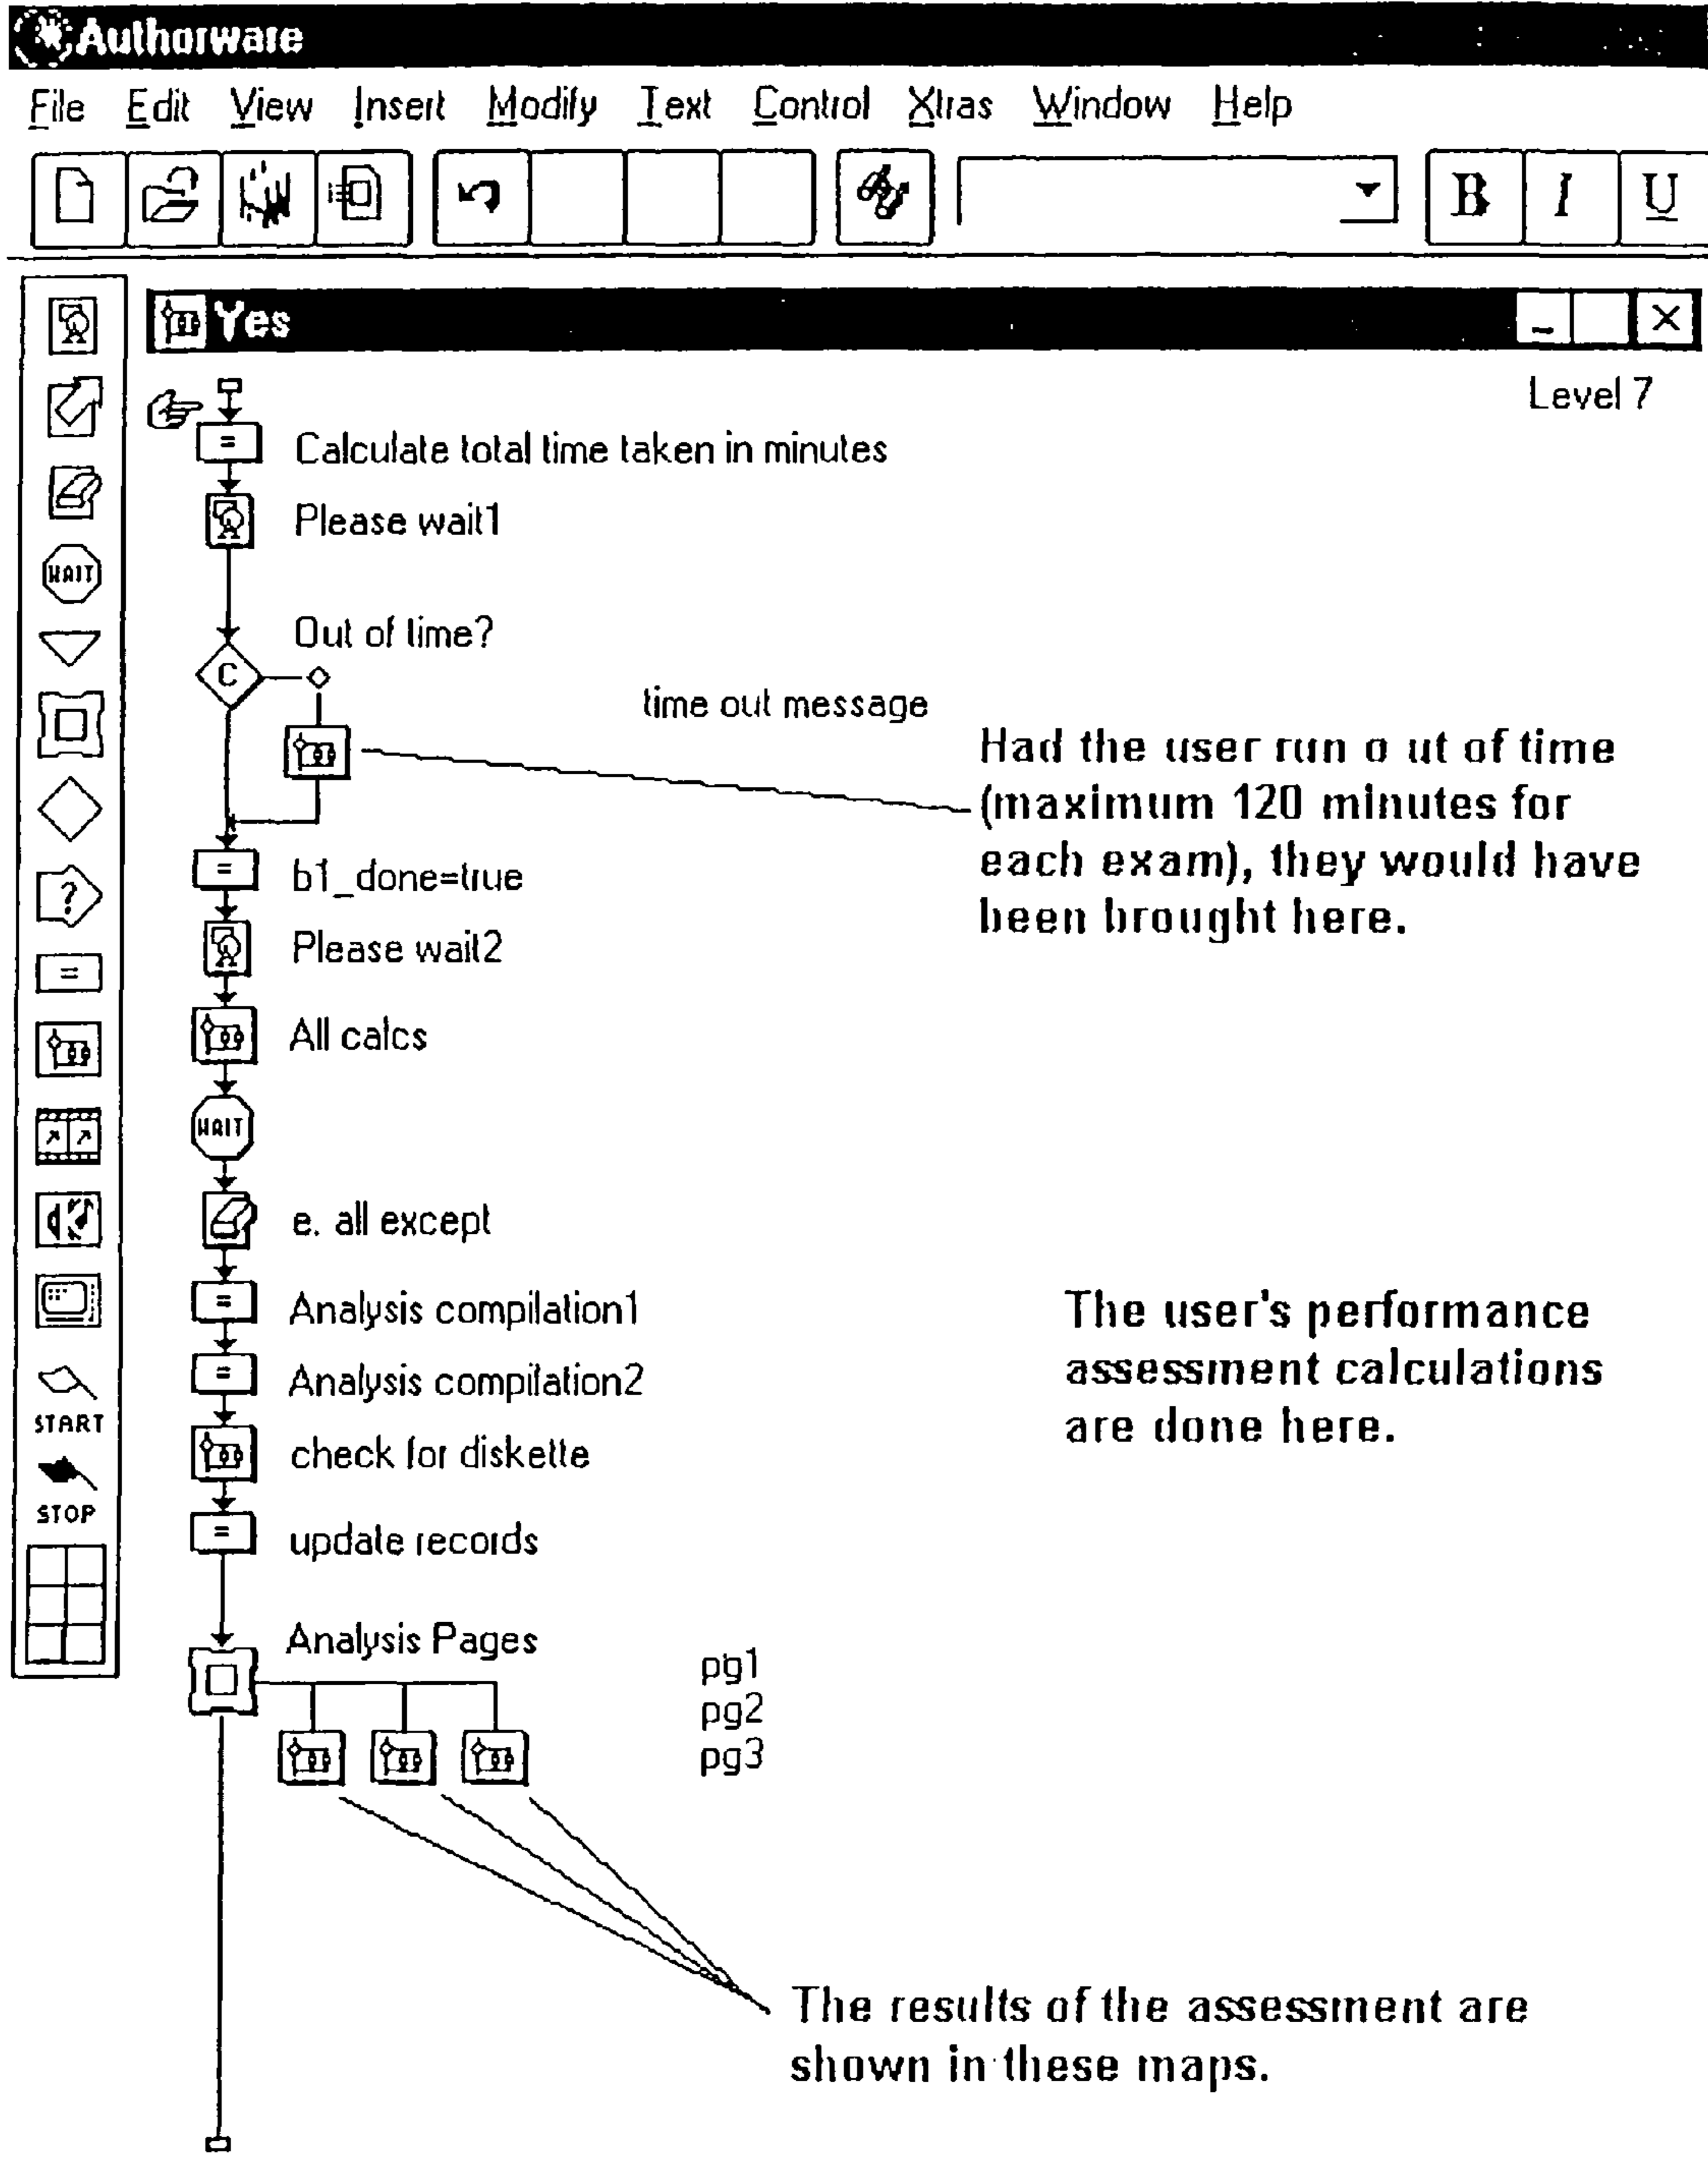 Authorware
File Edit View Insert Modify Text Control Xtras Window Help
B I U
Yes
Level 7
= Calculate total time taken in minutes
Please wait1
Out of time?
C
time out message
Had the user run o ut of time
(maximum 120 minutes for
each exam), they would have
been brought here.
= b1_done=true
Please wait2
All calcs
WAIT
e. all except
= Analysis compilation1
= Analysis compilation2
The user's performance
assessment calculations
are done here.
check for diskette
= update records
Analysis Pages
pg1
pg2
pg3
The results of the assessment are
shown in these maps.
WAIT
?
=
START
STOP